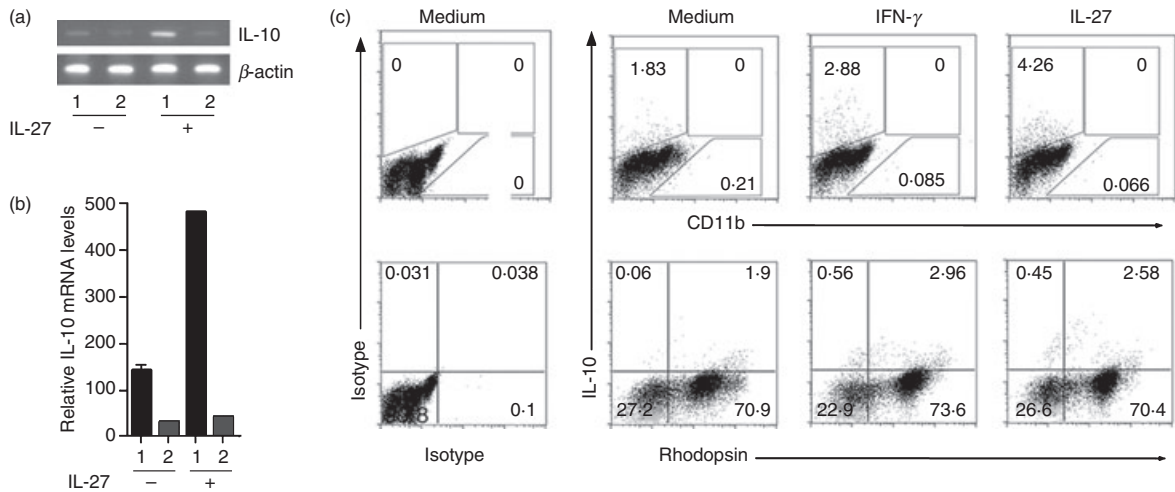 (a)
IL-10
β-actin
1 2 1 2
IL-27 – +
(b)
Relative IL-10 mRNA levels
500
400
300
200
100
0
1 2 1 2
IL-27 – +
(c)
Medium Medium IFN-γ IL-27
0 0 1·83 0 2·88 0 4·26 0
0 0·21 0·085 0·066
CD11b
0·031 0·038 0·06 1·9 0·56 2·96 0·45 2·58
0·1 27·2 70·9 22·9 73·6 26·6 70·4
Isotype
IL-10
Isotype Rhodopsin